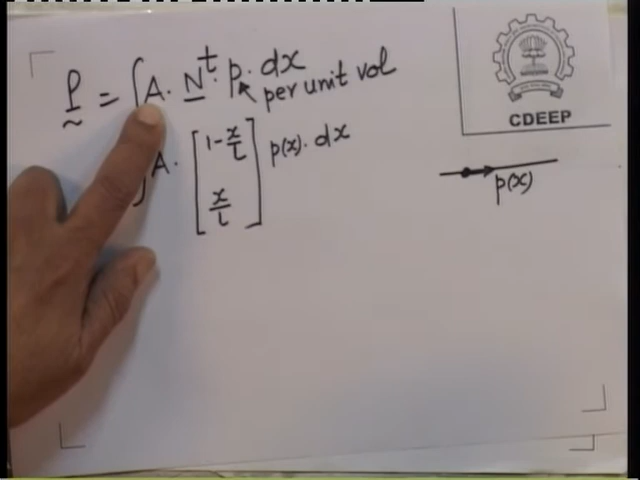 P = ∫ A · N^t · p · dx
per unit vol
∫ A · [1-x/l
x/l] p(x) · dx
CDEEP
p(x)